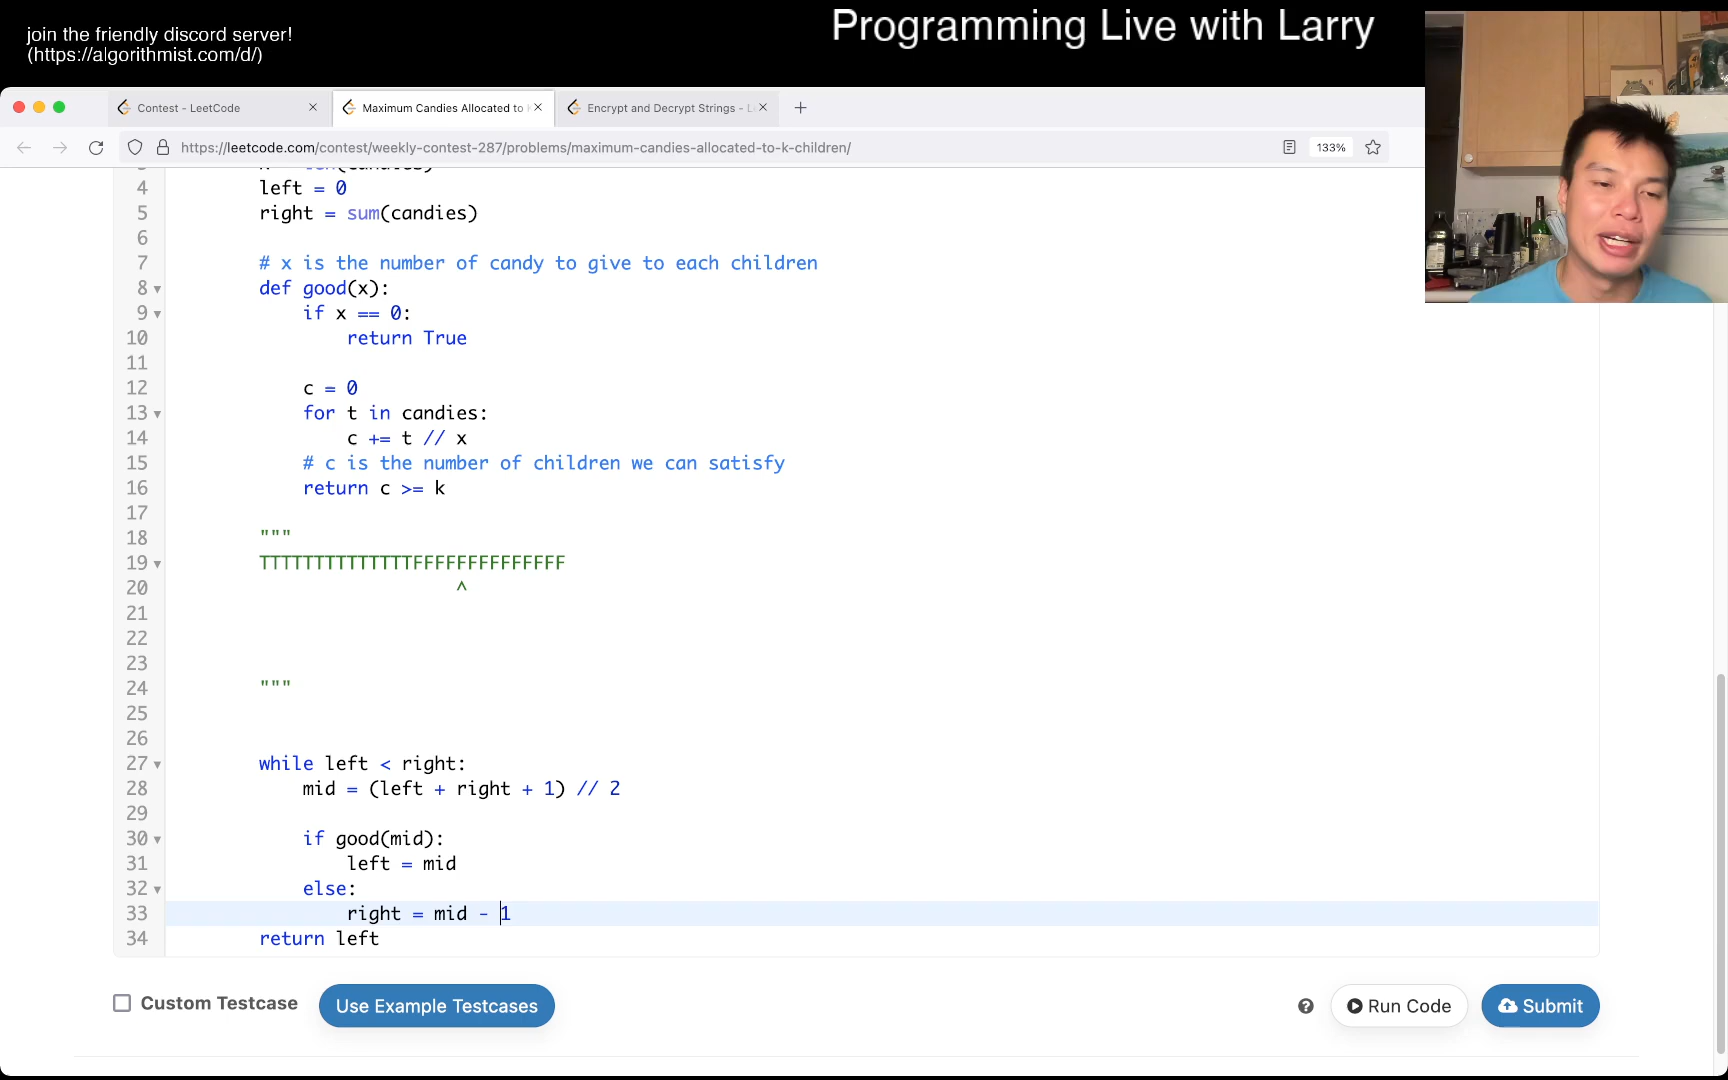 join the friendly discord server!
(https://algorithmist.com/d/)
Programming Live with Larry
Contest - LeetCode
Maximum Candies Allocated to
Encrypt and Decrypt Strings -
https://leetcode.com/contest/weekly-contest-287/problems/maximum-candies-allocated-to-k-children/
133%
4 left = 0
5 right = sum(candies)
6
7 # x is the number of candy to give to each children
8 def good(x):
9 if x == 0:
10 return True
11
12 c = 0
13 for t in candies:
14 c += t // x
15 # c is the number of children we can satisfy
16 return c >= k
17
18 """
19 TTTTTTTTTTTTTTFFFFFFFFFFFFFF
20 ^
21
22
23
24 """
25
26
27 while left < right:
28 mid = (left + right + 1) // 2
29
30 if good(mid):
31 left = mid
32 else:
33 right = mid - 1
34 return left
Custom Testcase
Use Example Testcases
Run Code
Submit